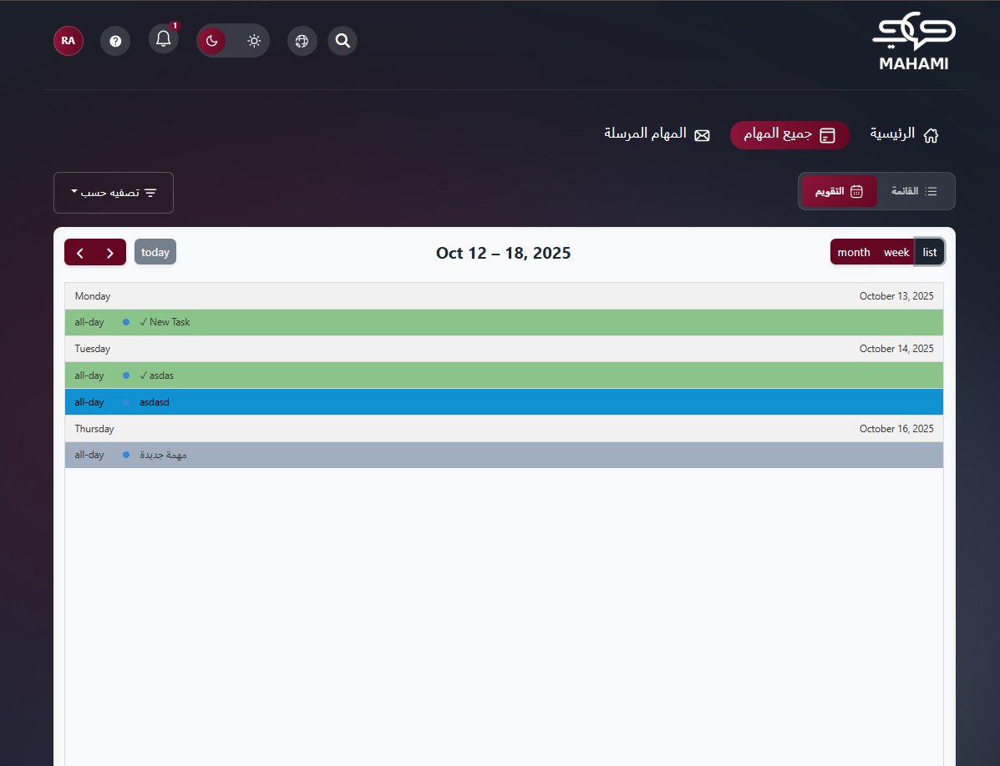 RA
1
مهامي
MAHAMI
الرئيسية
جميع المهام
المهام المرسلة
القائمة
التقويم
تصفيه حسب
today
Oct 12 – 18, 2025
month week list
Monday October 13, 2025
all-day ✓ New Task
Tuesday October 14, 2025
all-day ✓ asdas
all-day asdasd
Thursday October 16, 2025
all-day مهمة جديدة